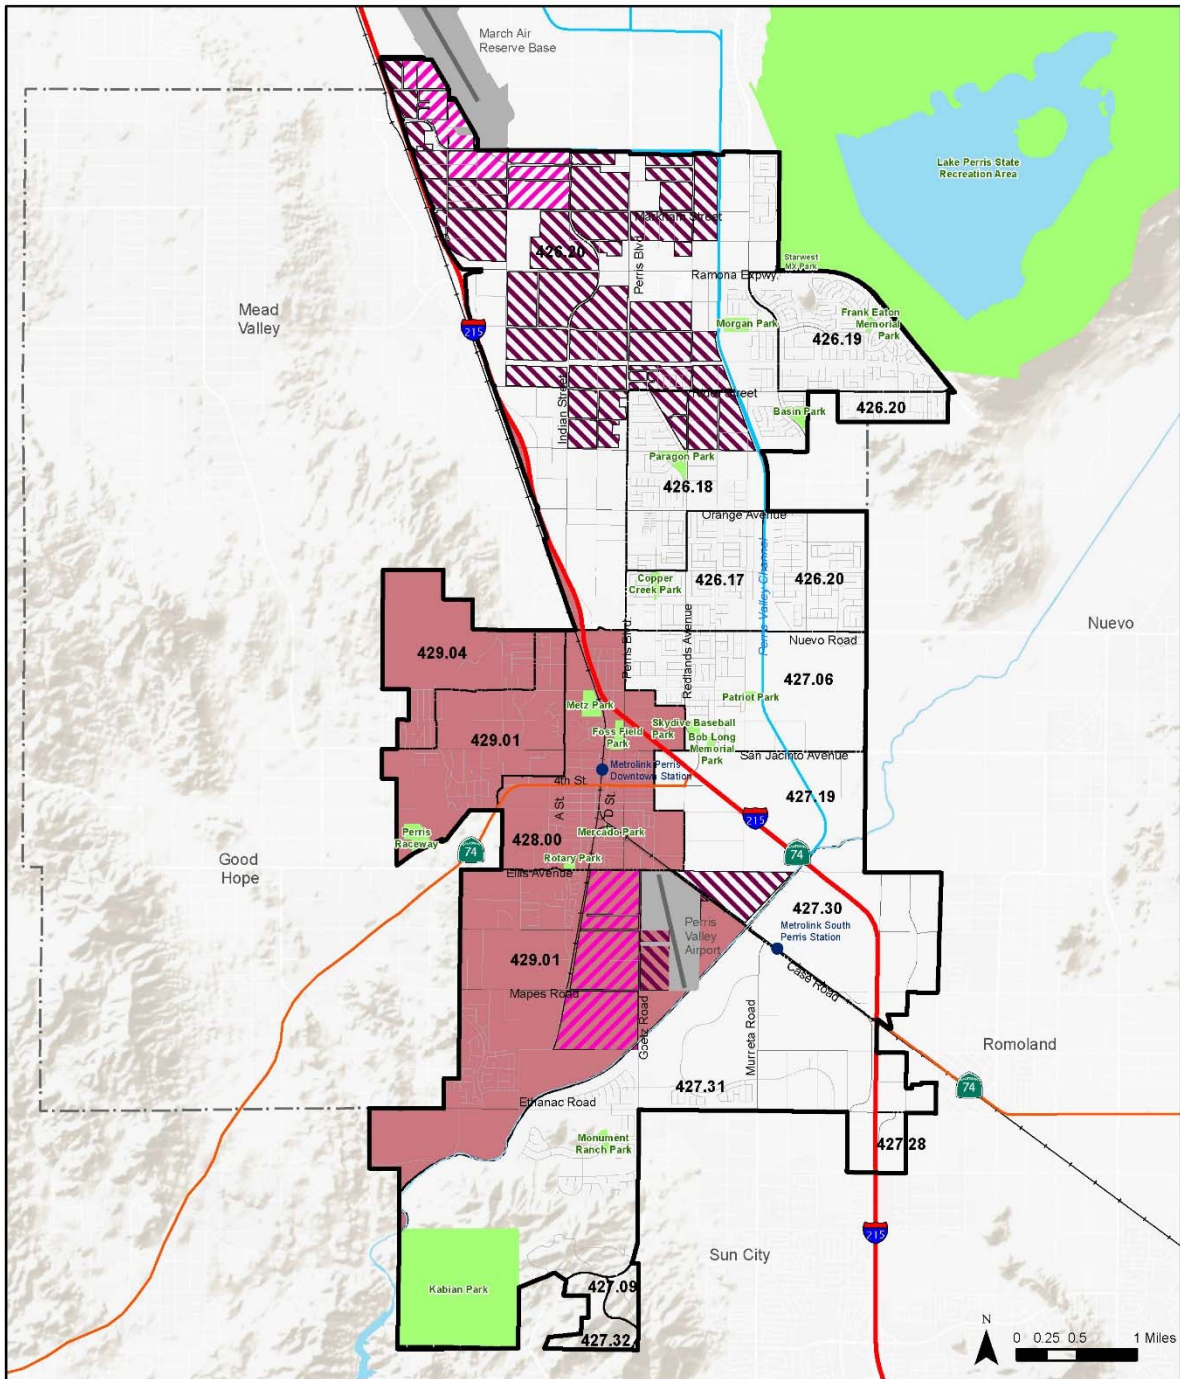 March Air
Reserve Base
Lake Perris State
Recreation Area
Markham Street
426.20
Perris Blvd
Starwest
MX Park
Ramona Expwy.
Mead
Valley
215
Morgan Park
Frank Eaton
Memorial
Park
426.19
Indian Street
Rider Street
Basin Park
426.20
Paragon Park
426.18
Orange Avenue
Perris Valley Channel
Copper
Creek Park
426.17
426.20
Nuevo
Nuevo Road
429.04
Perris Blvd.
Redlands Avenue
427.06
Metz Park
Patriot Park
429.01
Foss Field
Park
Skydive Baseball
Park
Bob Long
Memorial
Park
San Jacinto Avenue
Metrolink Perris
Downtown Station
4th St.
427.19
A St.
D St.
215
Perris
Raceway
428.00
Mercado Park
74
74
Good
Hope
Rotary Park
Ellis Avenue
427.30
Perris
Valley
Airport
Metrolink South
Perris Station
429.01
Case Road
Mapes Road
Goetz Road
Murreta Road
Romoland
427.31
74
Ethanac Road
Monument
Ranch Park
427.28
215
Sun City
Kabian Park
427.09
427.32
N
0 0.25 0.5 1 Miles